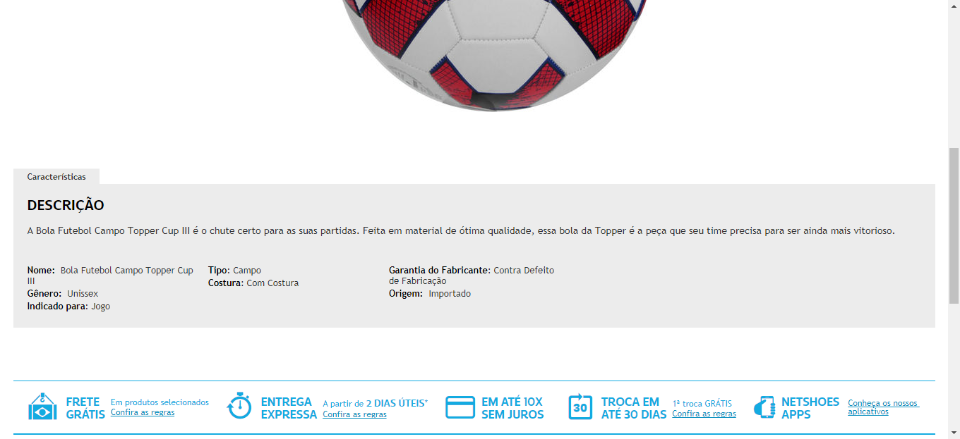 Características
DESCRIÇÃO
A Bola Futebol Campo Topper Cup III é o chute certo para as suas partidas. Feita em material de ótima qualidade, essa bola da Topper é a peça que seu time precisa para ser ainda mais vitorioso.
Nome: Bola Futebol Campo Topper Cup
III
Gênero: Unissex
Indicado para: Jogo
Tipo: Campo
Costura: Com Costura
Garantia do Fabricante: Contra Defeito
de Fabricação
Origem: Importado
FRETE
GRÁTIS
Em produtos selecionados
Confira as regras
ENTREGA
EXPRESSA
A partir de 2 DIAS ÚTEIS*
Confira as regras
EM ATÉ 10X
SEM JUROS
30
TROCA EM
ATÉ 30 DIAS
1ª troca GRÁTIS
Confira as regras
NETSHOES
APPS
Conheça os nossos
aplicativos